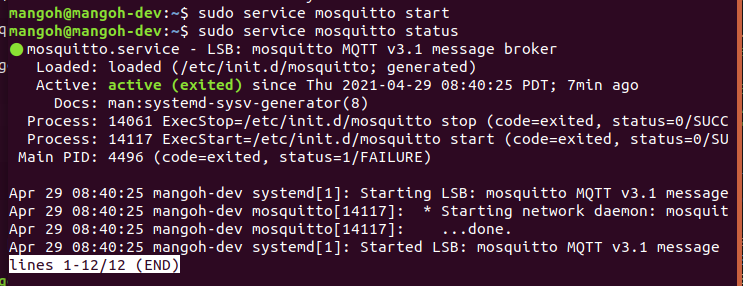 mangoh@mangoh-dev:~$ sudo service mosquitto start
mangoh@mangoh-dev:~$ sudo service mosquitto status
● mosquitto.service - LSB: mosquitto MQTT v3.1 message broker
   Loaded: loaded (/etc/init.d/mosquitto; generated)
   Active: active (exited) since Thu 2021-04-29 08:40:25 PDT; 7min ago
     Docs: man:systemd-sysv-generator(8)
  Process: 14061 ExecStop=/etc/init.d/mosquitto stop (code=exited, status=0/SUCC
  Process: 14117 ExecStart=/etc/init.d/mosquitto start (code=exited, status=0/SU
 Main PID: 4496 (code=exited, status=1/FAILURE)

Apr 29 08:40:25 mangoh-dev systemd[1]: Starting LSB: mosquitto MQTT v3.1 message
Apr 29 08:40:25 mangoh-dev mosquitto[14117]:  * Starting network daemon: mosquit
Apr 29 08:40:25 mangoh-dev mosquitto[14117]:    ...done.
Apr 29 08:40:25 mangoh-dev systemd[1]: Started LSB: mosquitto MQTT v3.1 message
lines 1-12/12 (END)